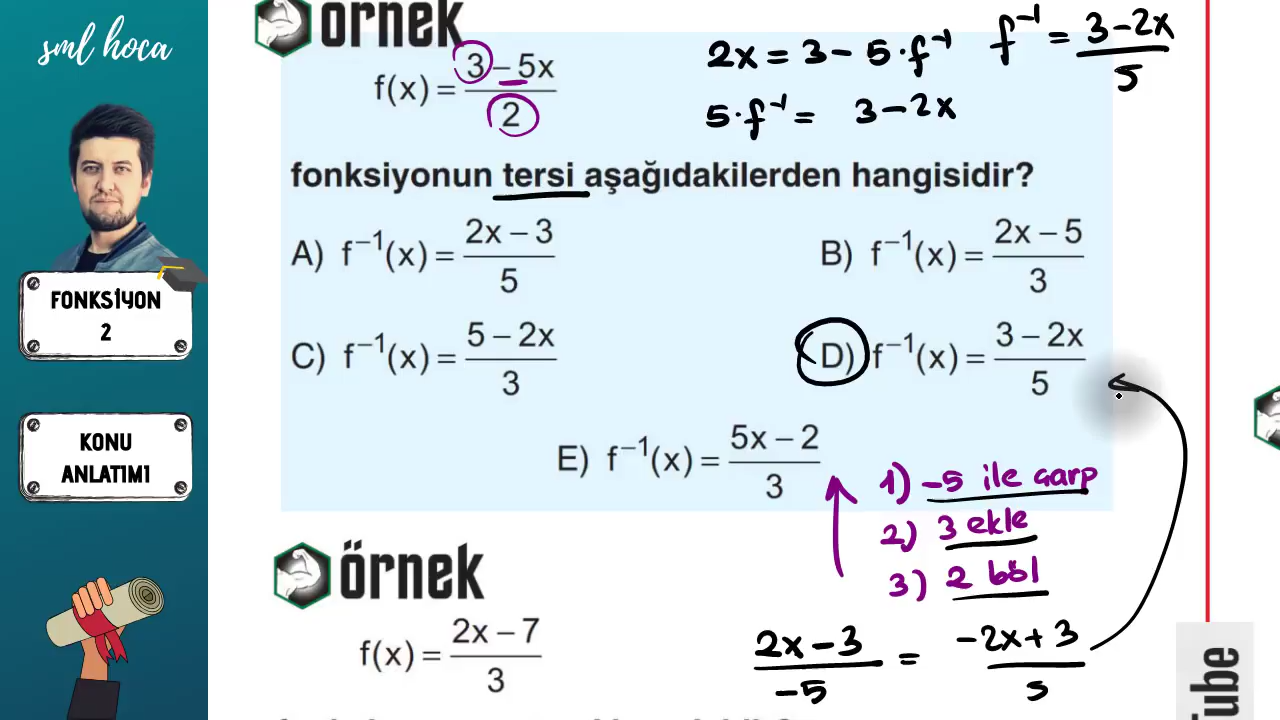 sml hoca
FONKSİYON
2
KONU
ANLATIMI
örnek
f(x) = (3 – 5x)/2
2x = 3 – 5·f⁻¹
5·f⁻¹ = 3 – 2x
f⁻¹ = (3 – 2x)/5
fonksiyonun tersi aşağıdakilerden hangisidir?
A) f⁻¹(x) = (2x – 3)/5
B) f⁻¹(x) = (2x – 5)/3
C) f⁻¹(x) = (5 – 2x)/3
D) f⁻¹(x) = (3 – 2x)/5
E) f⁻¹(x) = (5x – 2)/3
1) –5 ile çarp
2) 3 ekle
3) 2 böl
(2x – 3)/–5 = (–2x + 3)/5
örnek
f(x) = (2x – 7)/3